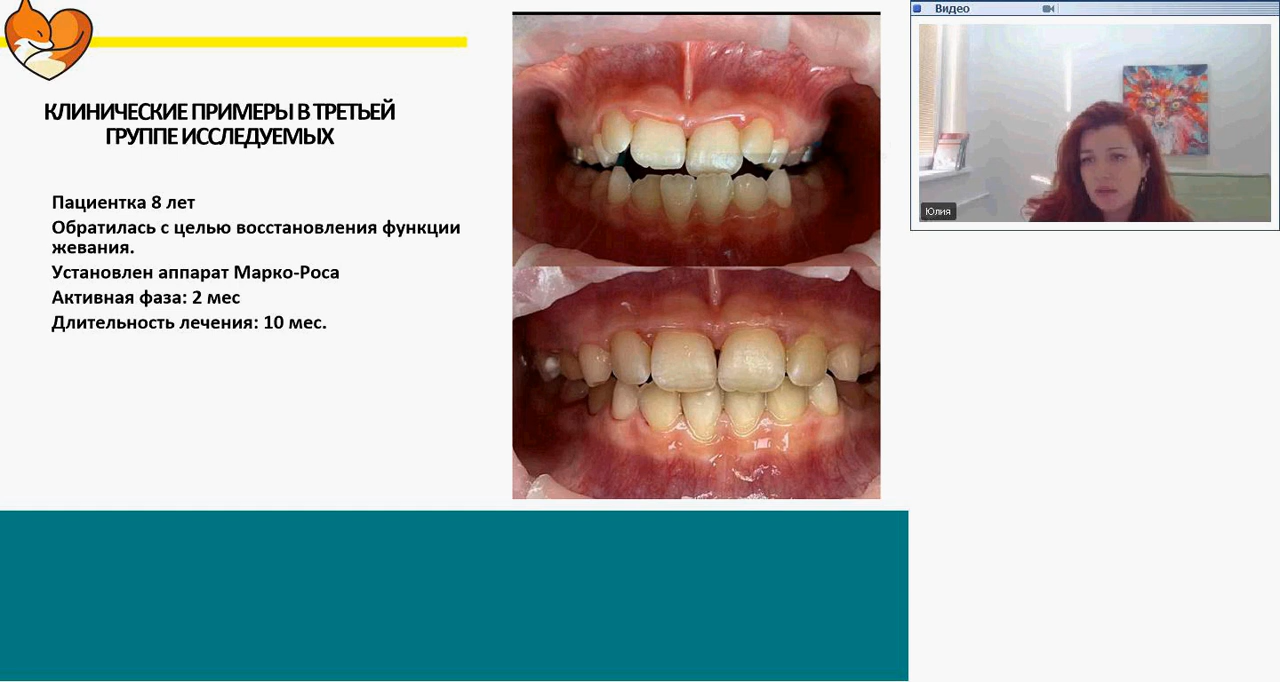 Видео
КЛИНИЧЕСКИЕ ПРИМЕРЫ В ТРЕТЬЕЙ
ГРУППЕ ИССЛЕДУЕМЫХ
Пациентка 8 лет
Обратилась с целью восстановления функции
жевания.
Установлен аппарат Марко-Роса
Активная фаза: 2 мес
Длительность лечения: 10 мес.
Юлия